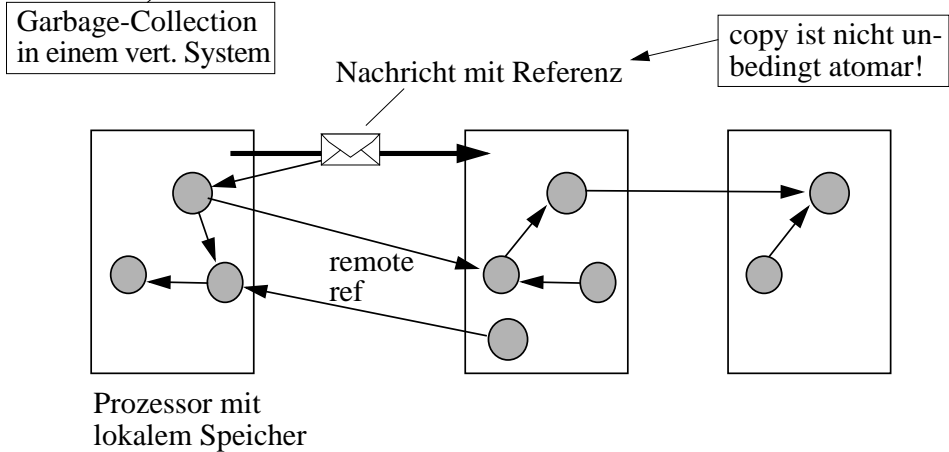 Garbage-Collection
in einem vert. System
copy ist nicht un-
bedingt atomar!
Nachricht mit Referenz
remote
ref
Prozessor mit
lokalem Speicher